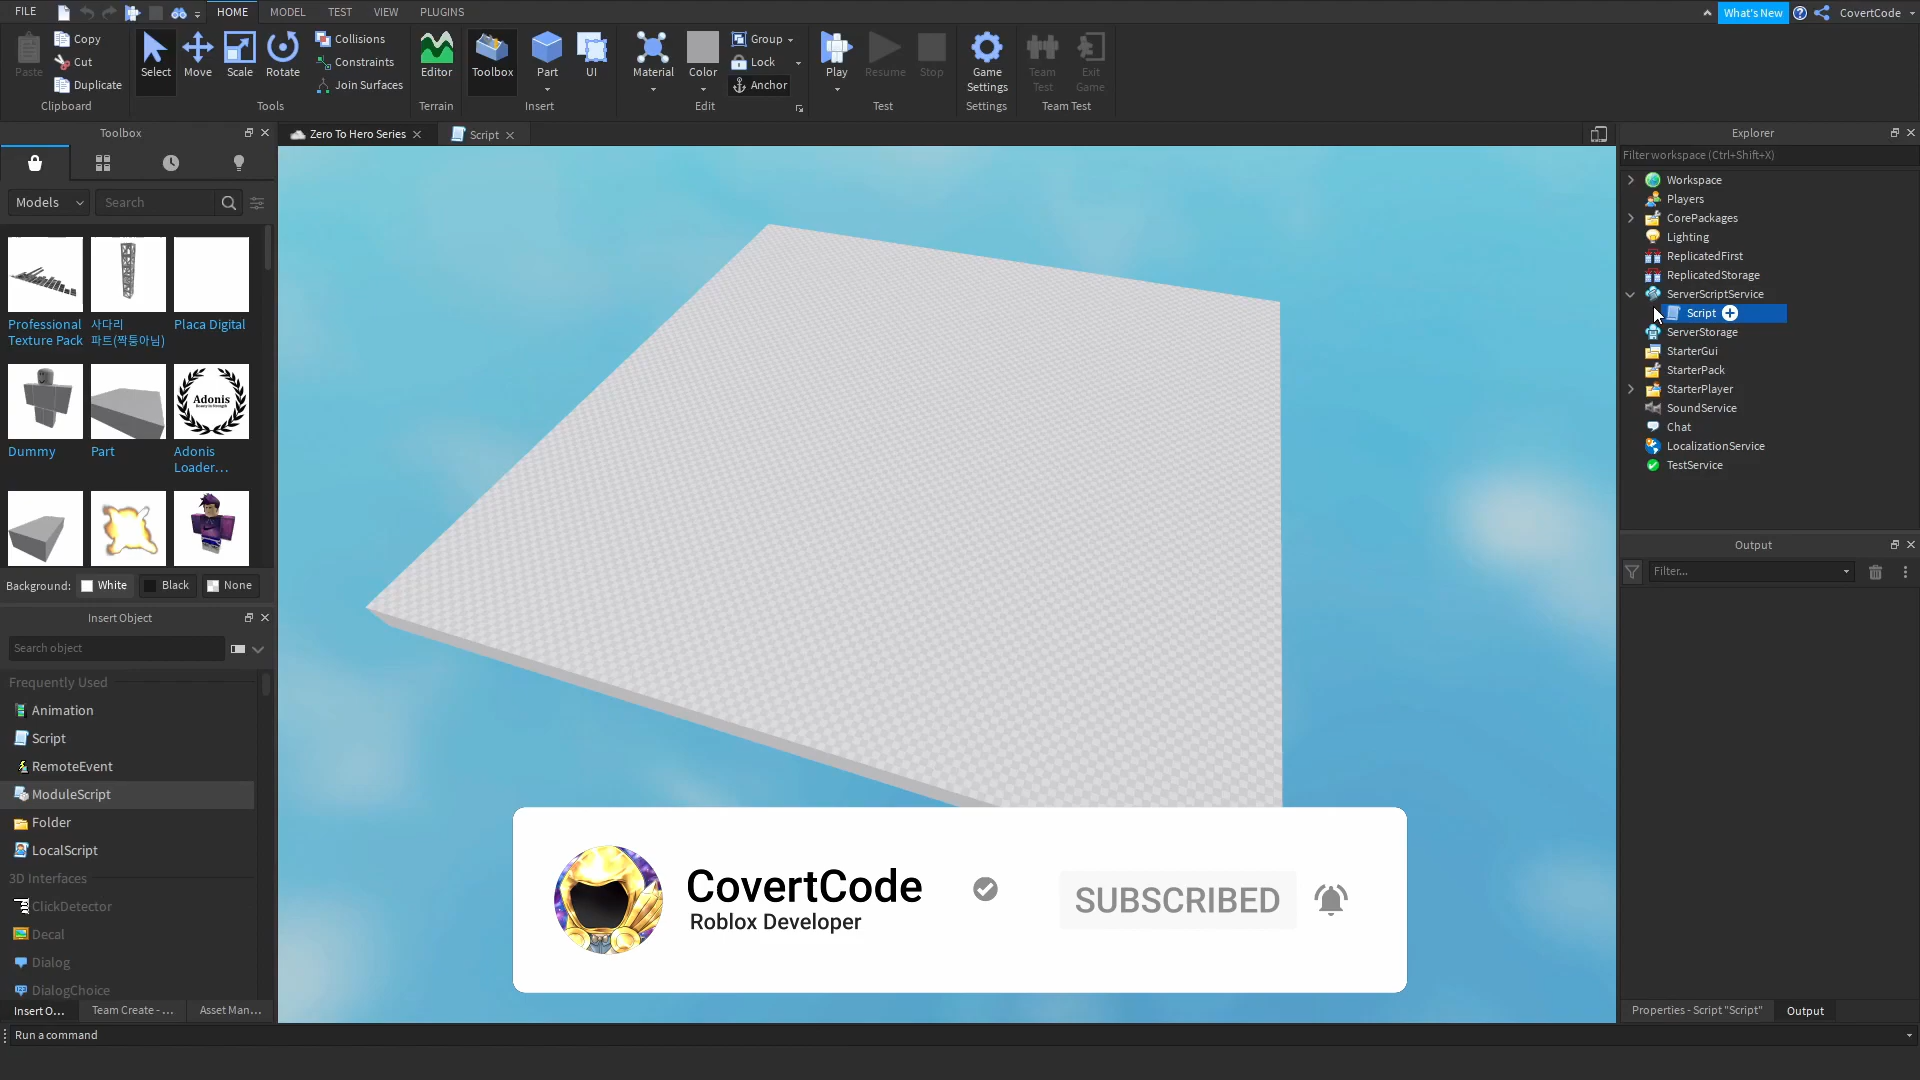 FILE
HOME
MODEL
TEST
VIEW
PLUGINS
What's New
CovertCode
Paste
Copy
Cut
Duplicate
Clipboard
Select
Move
Scale
Rotate
Collisions
Constraints
Join Surfaces
Tools
Editor
Terrain
Toolbox
Part
UI
Insert
Material
Color
Group
Lock
Anchor
Edit
Play
Resume
Stop
Test
Game
Settings
Settings
Team
Test
Exit
Game
Team Test
Toolbox
Models
Search
Professional
Texture Pack
사다리
파트(짝퉁아님)
Placa Digital
Dummy
Part
Adonis
Adonis
Loader...
Background:
White
Black
None
Insert Object
Search object
Frequently Used
Animation
Script
RemoteEvent
ModuleScript
Folder
LocalScript
3D Interfaces
ClickDetector
Decal
Dialog
DialogChoice
Insert O...
Team Create - ...
Asset Man...
Run a command
Zero To Hero Series
Script
CovertCode
Roblox Developer
SUBSCRIBED
Explorer
Filter workspace (Ctrl+Shift+X)
Workspace
Players
CorePackages
Lighting
ReplicatedFirst
ReplicatedStorage
ServerScriptService
Script
ServerStorage
StarterGui
StarterPack
StarterPlayer
SoundService
Chat
LocalizationService
TestService
Output
Filter...
Properties - Script "Script"
Output